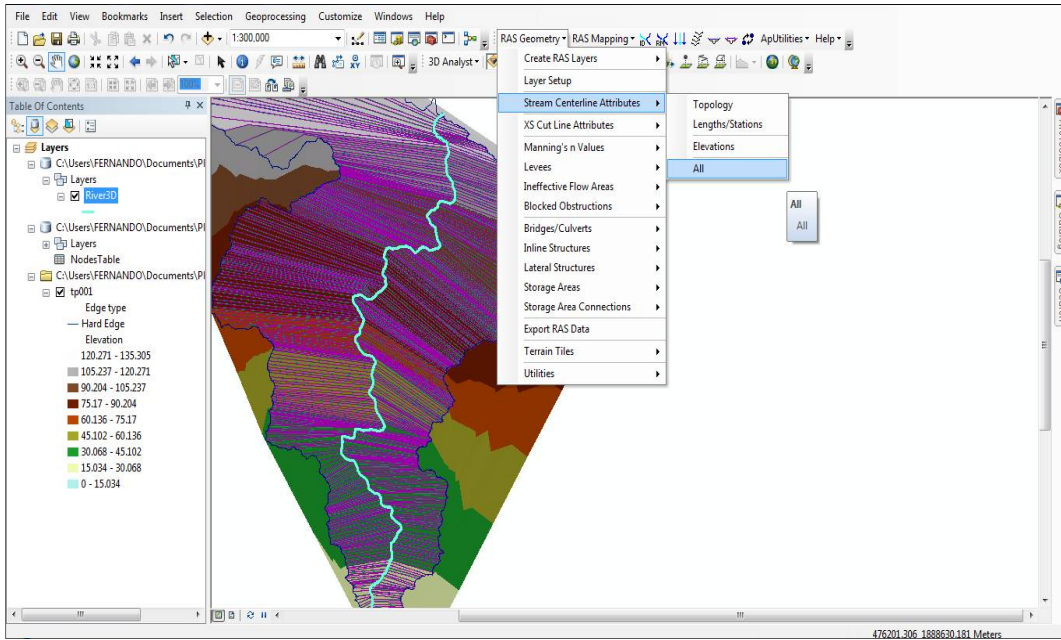 File Edit View Bookmarks Insert Selection Geoprocessing Customize Windows Help
1:300,000
RAS Geometry RAS Mapping ApUtilities Help
3D Analyst
100%
Table Of Contents
Layers
C:\Users\FERNANDO\Documents\P
Layers
River3D
C:\Users\FERNANDO\Documents\P
Layers
NodesTable
C:\Users\FERNANDO\Documents\P
tp001
Edge type
Hard Edge
Elevation
120.271 - 135.305
105.237 - 120.271
90.204 - 105.237
75.17 - 90.204
60.136 - 75.17
45.102 - 60.136
30.068 - 45.102
15.034 - 30.068
0 - 15.034
Create RAS Layers
Layer Setup
Stream Centerline Attributes
XS Cut Line Attributes
Manning's n Values
Levees
Ineffective Flow Areas
Blocked Obstructions
Bridges/Culverts
Inline Structures
Lateral Structures
Storage Areas
Storage Area Connections
Export RAS Data
Terrain Tiles
Utilities
Topology
Lengths/Stations
Elevations
All
All
All
476201.306 1888630.181 Meters